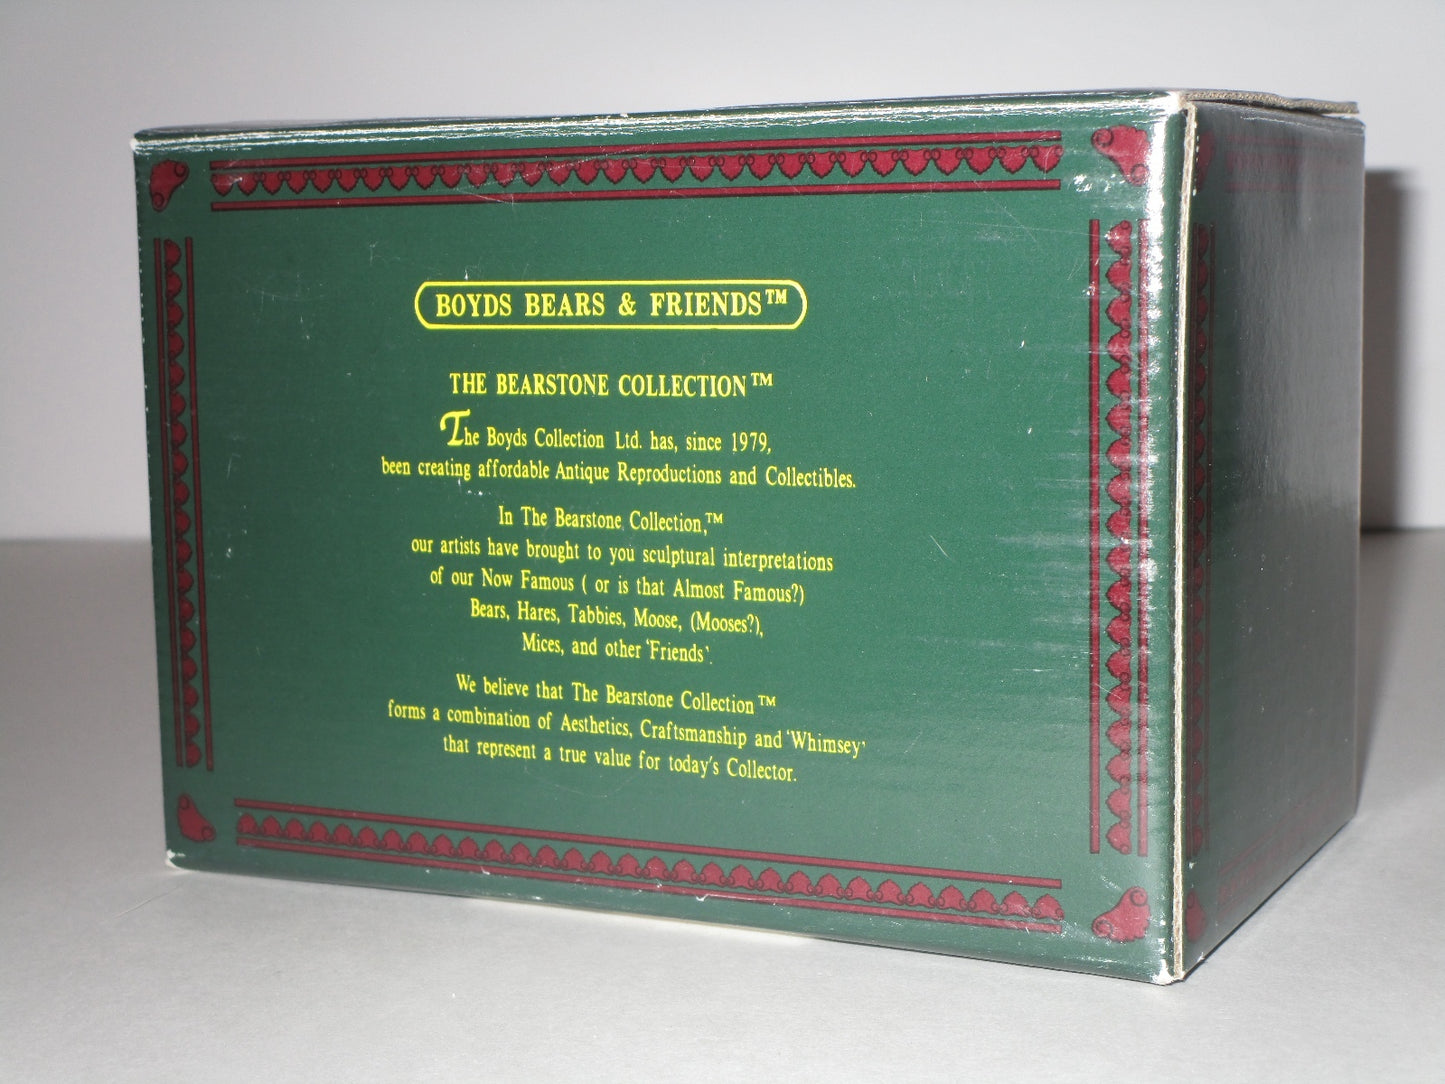 BOYDS BEARS & FRIENDS™
THE BEARSTONE COLLECTION™
The Boyds Collection Ltd. has, since 1979,
been creating affordable Antique Reproductions and Collectibles.
In The Bearstone Collection,™
our artists have brought to you sculptural interpretations
of our Now Famous ( or is that Almost Famous?)
Bears, Hares, Tabbies, Moose, (Mooses?),
Mices, and other 'Friends'.
We believe that The Bearstone Collection™
forms a combination of Aesthetics, Craftsmanship and 'Whimsey'
that represent a true value for today's Collector.